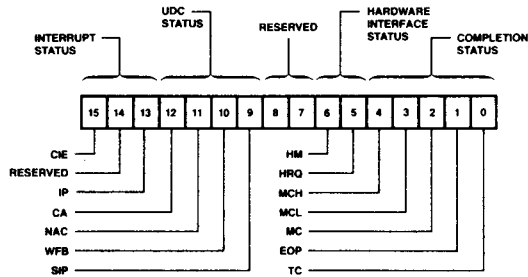 UDC
STATUS
HARDWARE
INTERFACE
STATUS
RESERVED
INTERRUPT
STATUS
COMPLETION
STATUS
15 14 13 12 11 10 9 8 7 6 5 4 3 2 1 0
CIE
RESERVED
IP
CA
NAC
WFB
SIP
HM
HRQ
MCH
MCL
MC
EOP
TC